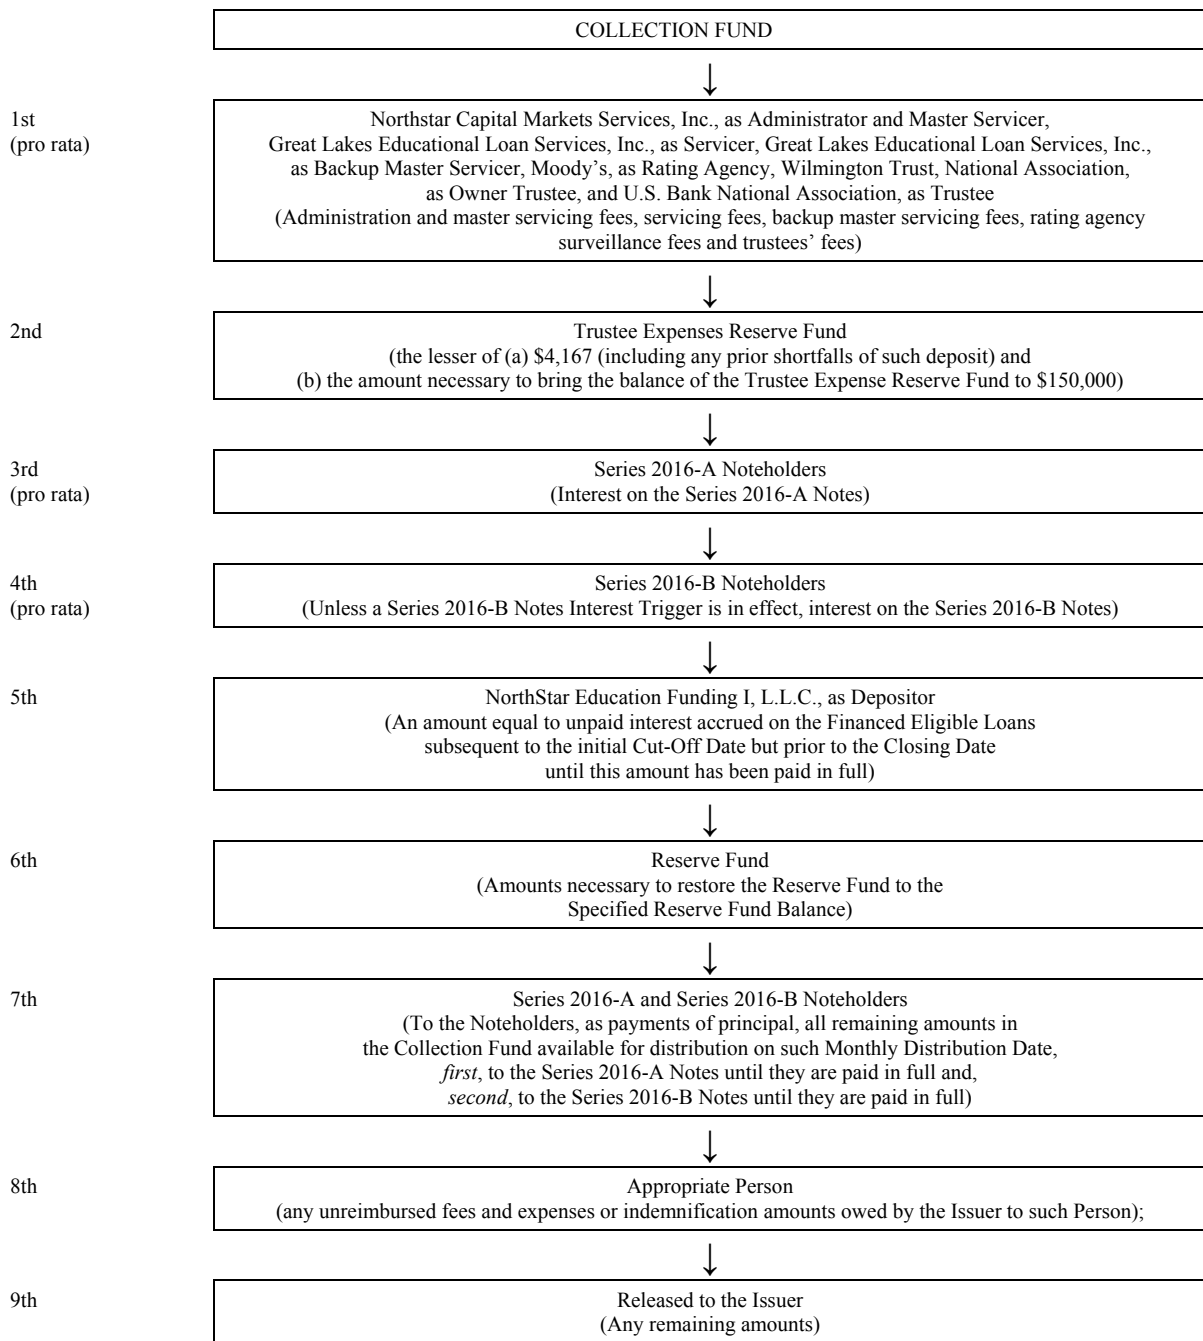 COLLECTION FUND
1st
(pro rata)
Northstar Capital Markets Services, Inc., as Administrator and Master Servicer,
Great Lakes Educational Loan Services, Inc., as Servicer, Great Lakes Educational Loan Services, Inc.,
as Backup Master Servicer, Moody’s, as Rating Agency, Wilmington Trust, National Association,
as Owner Trustee, and U.S. Bank National Association, as Trustee
(Administration and master servicing fees, servicing fees, backup master servicing fees, rating agency
surveillance fees and trustees’ fees)
2nd
Trustee Expenses Reserve Fund
(the lesser of (a) $4,167 (including any prior shortfalls of such deposit) and
(b) the amount necessary to bring the balance of the Trustee Expense Reserve Fund to $150,000)
3rd
(pro rata)
Series 2016-A Noteholders
(Interest on the Series 2016-A Notes)
4th
(pro rata)
Series 2016-B Noteholders
(Unless a Series 2016-B Notes Interest Trigger is in effect, interest on the Series 2016-B Notes)
5th
NorthStar Education Funding I, L.L.C., as Depositor
(An amount equal to unpaid interest accrued on the Financed Eligible Loans
subsequent to the initial Cut-Off Date but prior to the Closing Date
until this amount has been paid in full)
6th
Reserve Fund
(Amounts necessary to restore the Reserve Fund to the
Specified Reserve Fund Balance)
7th
Series 2016-A and Series 2016-B Noteholders
(To the Noteholders, as payments of principal, all remaining amounts in
the Collection Fund available for distribution on such Monthly Distribution Date,
first, to the Series 2016-A Notes until they are paid in full and,
second, to the Series 2016-B Notes until they are paid in full)
8th
Appropriate Person
(any unreimbursed fees and expenses or indemnification amounts owed by the Issuer to such Person);
9th
Released to the Issuer
(Any remaining amounts)